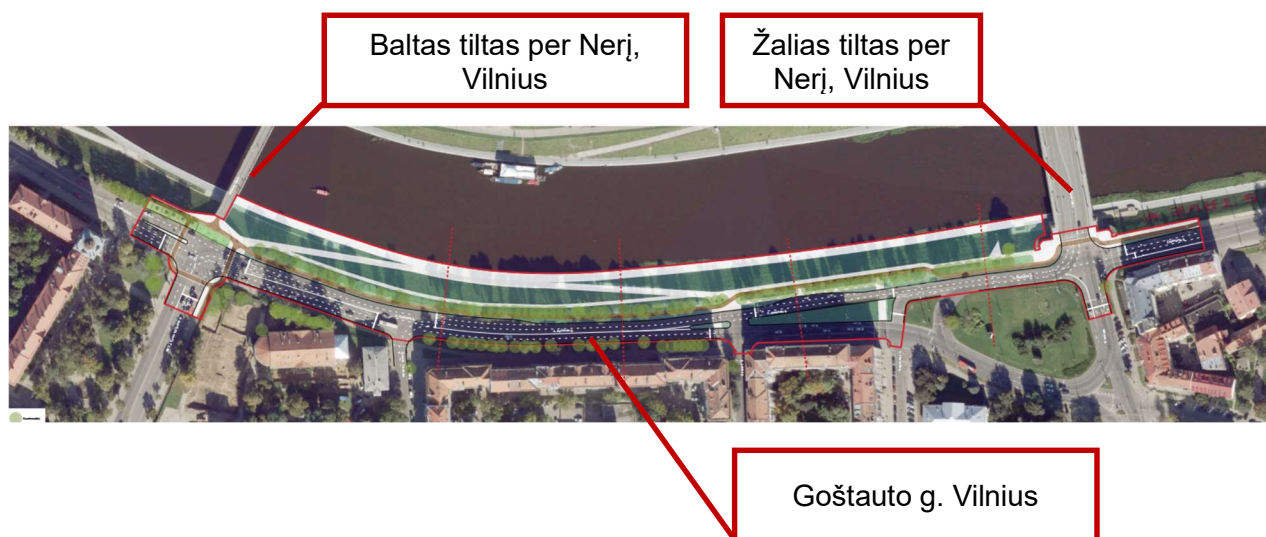 Baltas tiltas per Nerį,
Vilnius
Žalias tiltas per
Nerį, Vilnius
Goštauto g. Vilnius